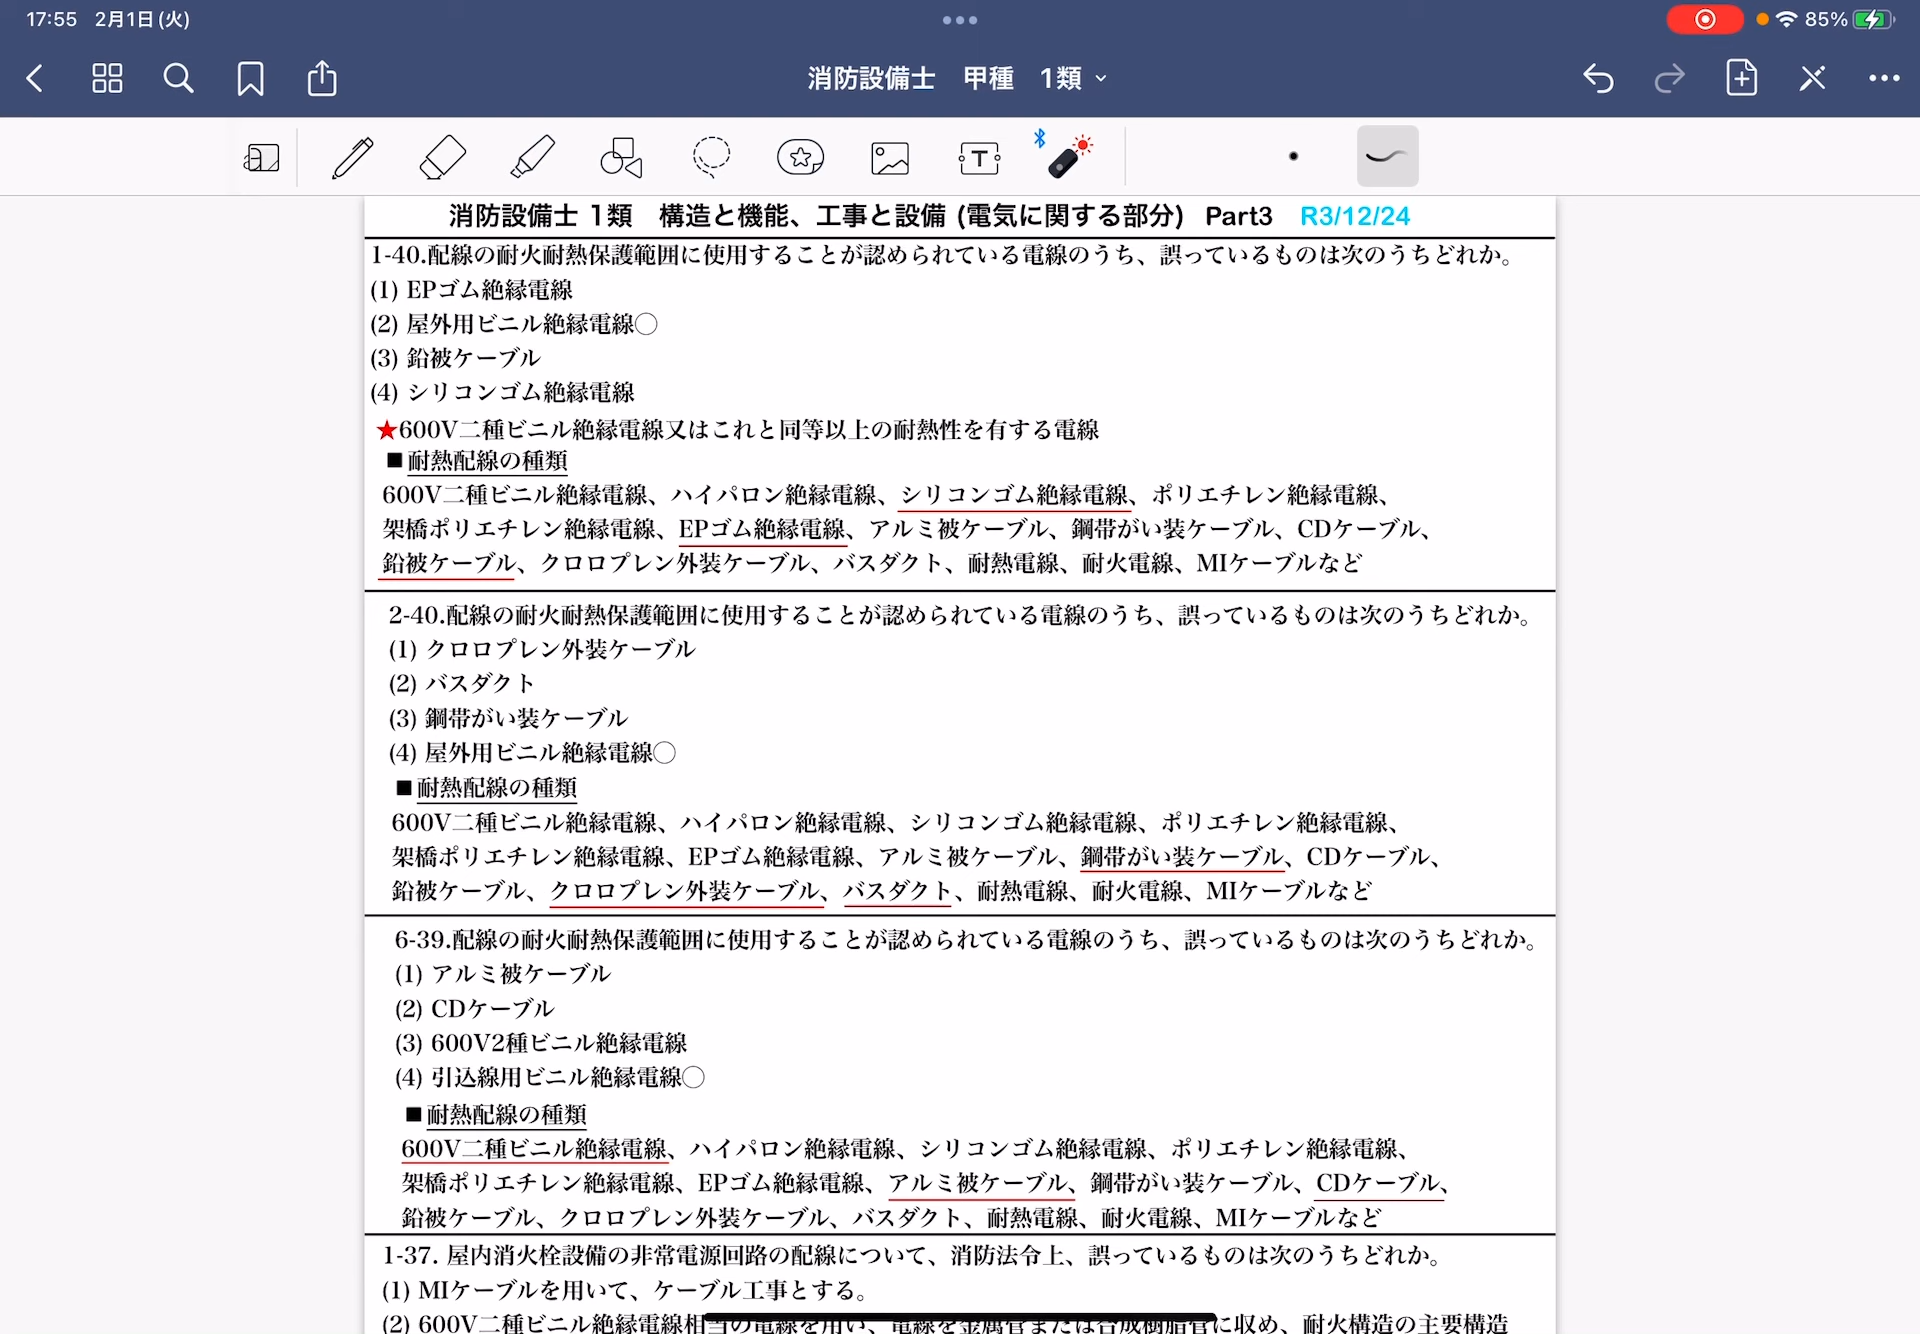 17:55 2月1日(火)
85%
消防設備士 甲種 1類
消防設備士 1類 構造と機能、工事と設備 (電気に関する部分) Part3 R3/12/24
1-40.配線の耐火耐熱保護範囲に使用することが認められている電線のうち、誤っているものは次のうちどれか。
(1) EPゴム絶縁電線
(2) 屋外用ビニル絶縁電線◯
(3) 鉛被ケーブル
(4) シリコンゴム絶縁電線
★600V二種ビニル絶縁電線又はこれと同等以上の耐熱性を有する電線
■耐熱配線の種類
600V二種ビニル絶縁電線、ハイパロン絶縁電線、シリコンゴム絶縁電線、ポリエチレン絶縁電線、
架橋ポリエチレン絶縁電線、EPゴム絶縁電線、アルミ被ケーブル、鋼帯がい装ケーブル、CDケーブル、
鉛被ケーブル、クロロプレン外装ケーブル、バスダクト、耐熱電線、耐火電線、MIケーブルなど
2-40.配線の耐火耐熱保護範囲に使用することが認められている電線のうち、誤っているものは次のうちどれか。
(1) クロロプレン外装ケーブル
(2) バスダクト
(3) 鋼帯がい装ケーブル
(4) 屋外用ビニル絶縁電線◯
■耐熱配線の種類
600V二種ビニル絶縁電線、ハイパロン絶縁電線、シリコンゴム絶縁電線、ポリエチレン絶縁電線、
架橋ポリエチレン絶縁電線、EPゴム絶縁電線、アルミ被ケーブル、鋼帯がい装ケーブル、CDケーブル、
鉛被ケーブル、クロロプレン外装ケーブル、バスダクト、耐熱電線、耐火電線、MIケーブルなど
6-39.配線の耐火耐熱保護範囲に使用することが認められている電線のうち、誤っているものは次のうちどれか。
(1) アルミ被ケーブル
(2) CDケーブル
(3) 600V2種ビニル絶縁電線
(4) 引込線用ビニル絶縁電線◯
■耐熱配線の種類
600V二種ビニル絶縁電線、ハイパロン絶縁電線、シリコンゴム絶縁電線、ポリエチレン絶縁電線、
架橋ポリエチレン絶縁電線、EPゴム絶縁電線、アルミ被ケーブル、鋼帯がい装ケーブル、CDケーブル、
鉛被ケーブル、クロロプレン外装ケーブル、バスダクト、耐熱電線、耐火電線、MIケーブルなど
1-37. 屋内消火栓設備の非常電源回路の配線について、消防法令上、誤っているものは次のうちどれか。
(1) MIケーブルを用いて、ケーブル工事とする。
(2) 600V二種ビニル絶縁電線相当の電線を用い、電線を金属管または合成樹脂管に収め、耐火構造の主要構造